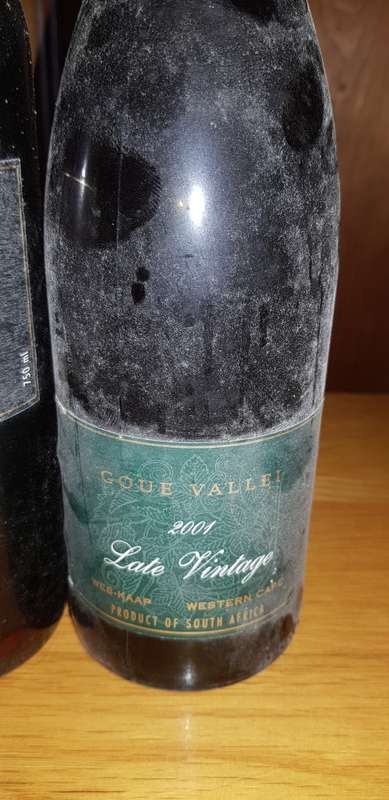 GOUE VALLEI
2001
Late Vintage
WES-KAAP WESTERN CAPE
PRODUCT OF SOUTH AFRICA
750 ml